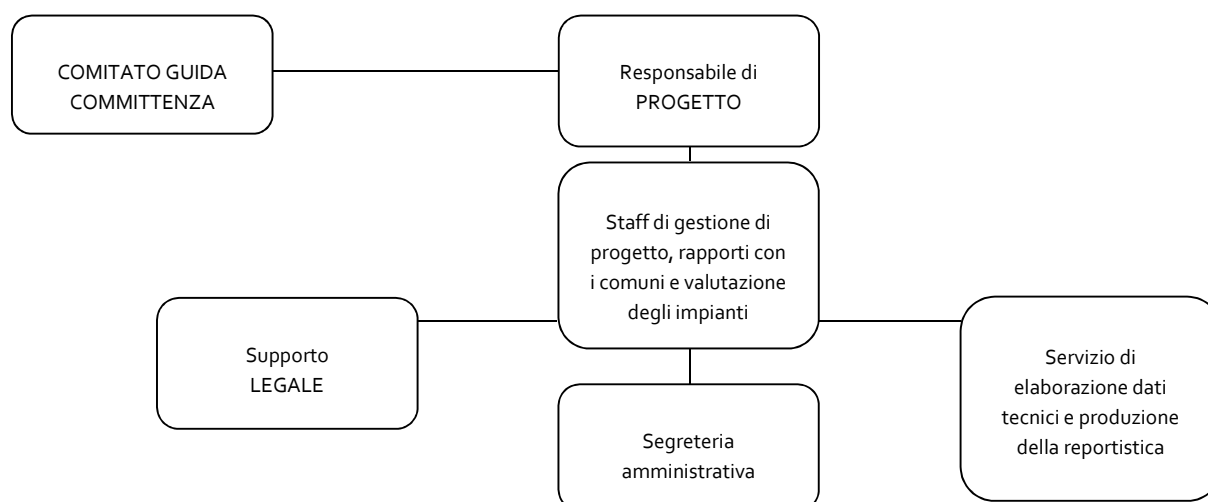 COMITATO GUIDA
COMMITTENZA
Responsabile di
PROGETTO
Staff di gestione di
progetto, rapporti con
i comuni e valutazione
degli impianti
Supporto
LEGALE
Servizio di
elaborazione dati
tecnici e produzione
della reportistica
Segreteria
amministrativa